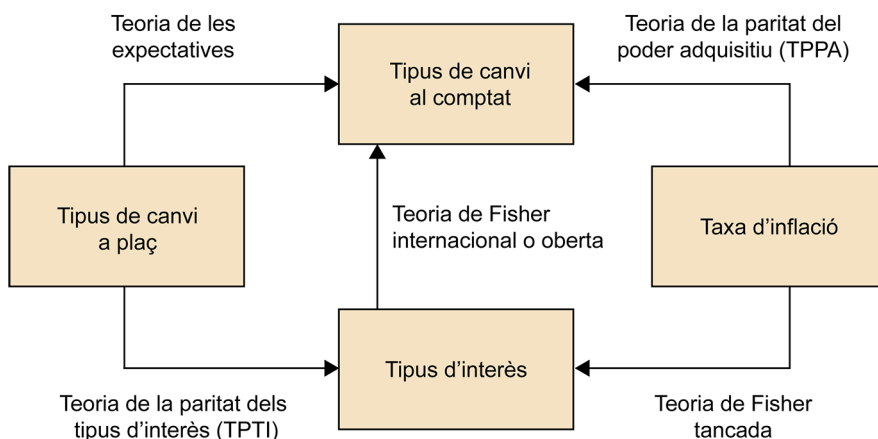 Teoria de les
expectatives
Tipus de canvi
al comptat
Teoria de la paritat del
poder adquisitiu (TPPA)
Tipus de canvi
a plaç
Teoria de Fisher
internacional o oberta
Taxa d'inflació
Tipus d'interès
Teoria de la paritat dels
tipus d'interès (TPTI)
Teoria de Fisher
tancada